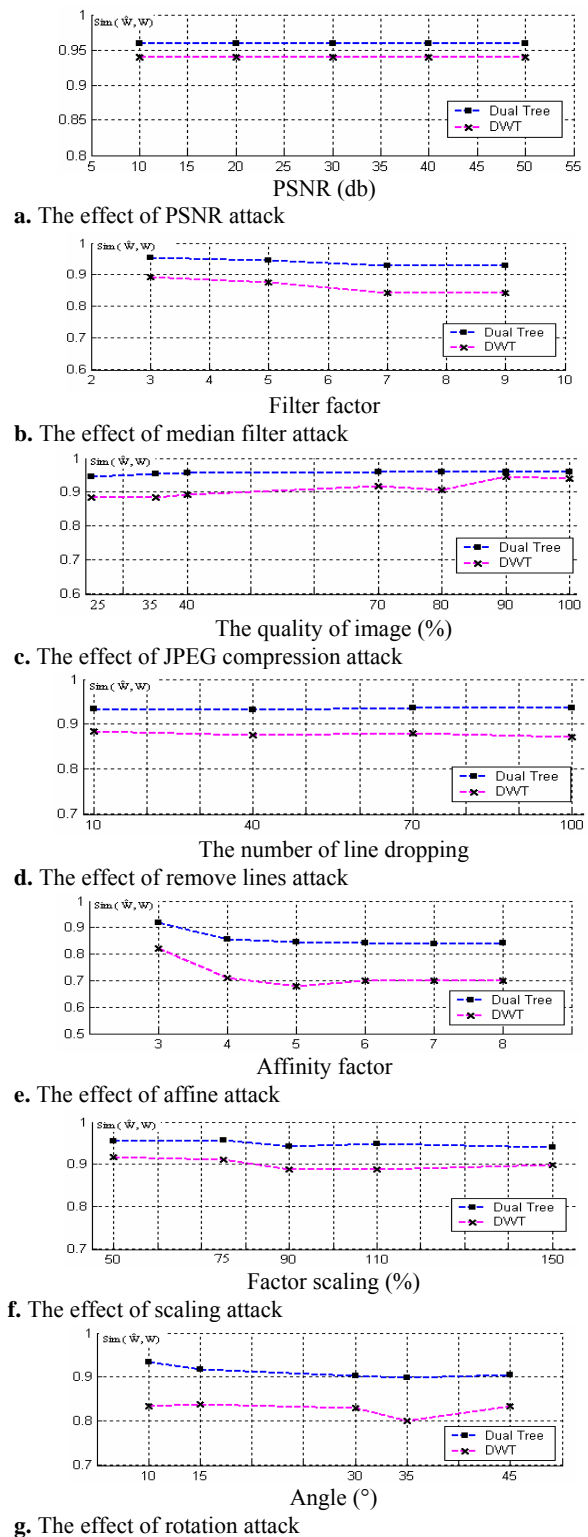 Sim ( Ŵ, W)
1
0.95
0.9
0.85
0.8
Dual Tree
DWT
5 10 15 20 25 30 35 40 45 50 55
PSNR (db)
a. The effect of PSNR attack
Sim ( Ŵ, W)
1
0.9
0.8
0.7
0.6
Dual Tree
DWT
2 3 4 5 6 7 8 9 10
Filter factor
b. The effect of median filter attack
Sim ( Ŵ, W)
1
0.9
0.8
0.7
0.6
Dual Tree
DWT
25 35 40 70 80 90 100
The quality of image (%)
c. The effect of JPEG compression attack
Sim ( Ŵ, W)
1
0.9
0.8
0.7
Dual Tree
DWT
10 40 70 100
The number of line dropping
d. The effect of remove lines attack
Sim ( Ŵ, W)
1
0.9
0.8
0.7
0.6
0.5
Dual Tree
DWT
3 4 5 6 7 8
Affinity factor
e. The effect of affine attack
Sim ( Ŵ, W)
1
0.9
0.8
0.7
Dual Tree
DWT
50 75 90 110 150
Factor scaling (%)
f. The effect of scaling attack
Sim ( Ŵ, W)
1
0.9
0.8
0.7
Dual Tree
DWT
10 15 30 35 45
Angle (°)
g. The effect of rotation attack